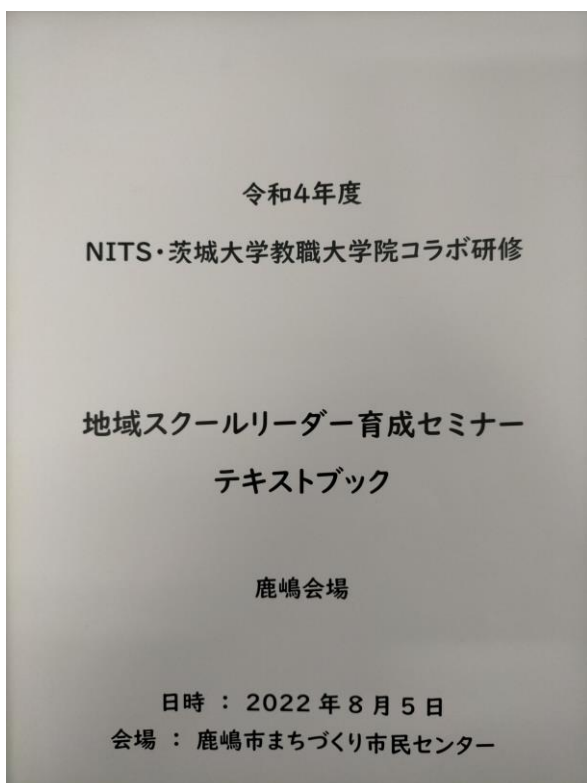 令和4年度
NITS・茨城大学教職大学院コラボ研修
地域スクールリーダー育成セミナー
テキストブック
鹿嶋会場
日時 : 2022年8月5日
会場 : 鹿嶋市まちづくり市民センター